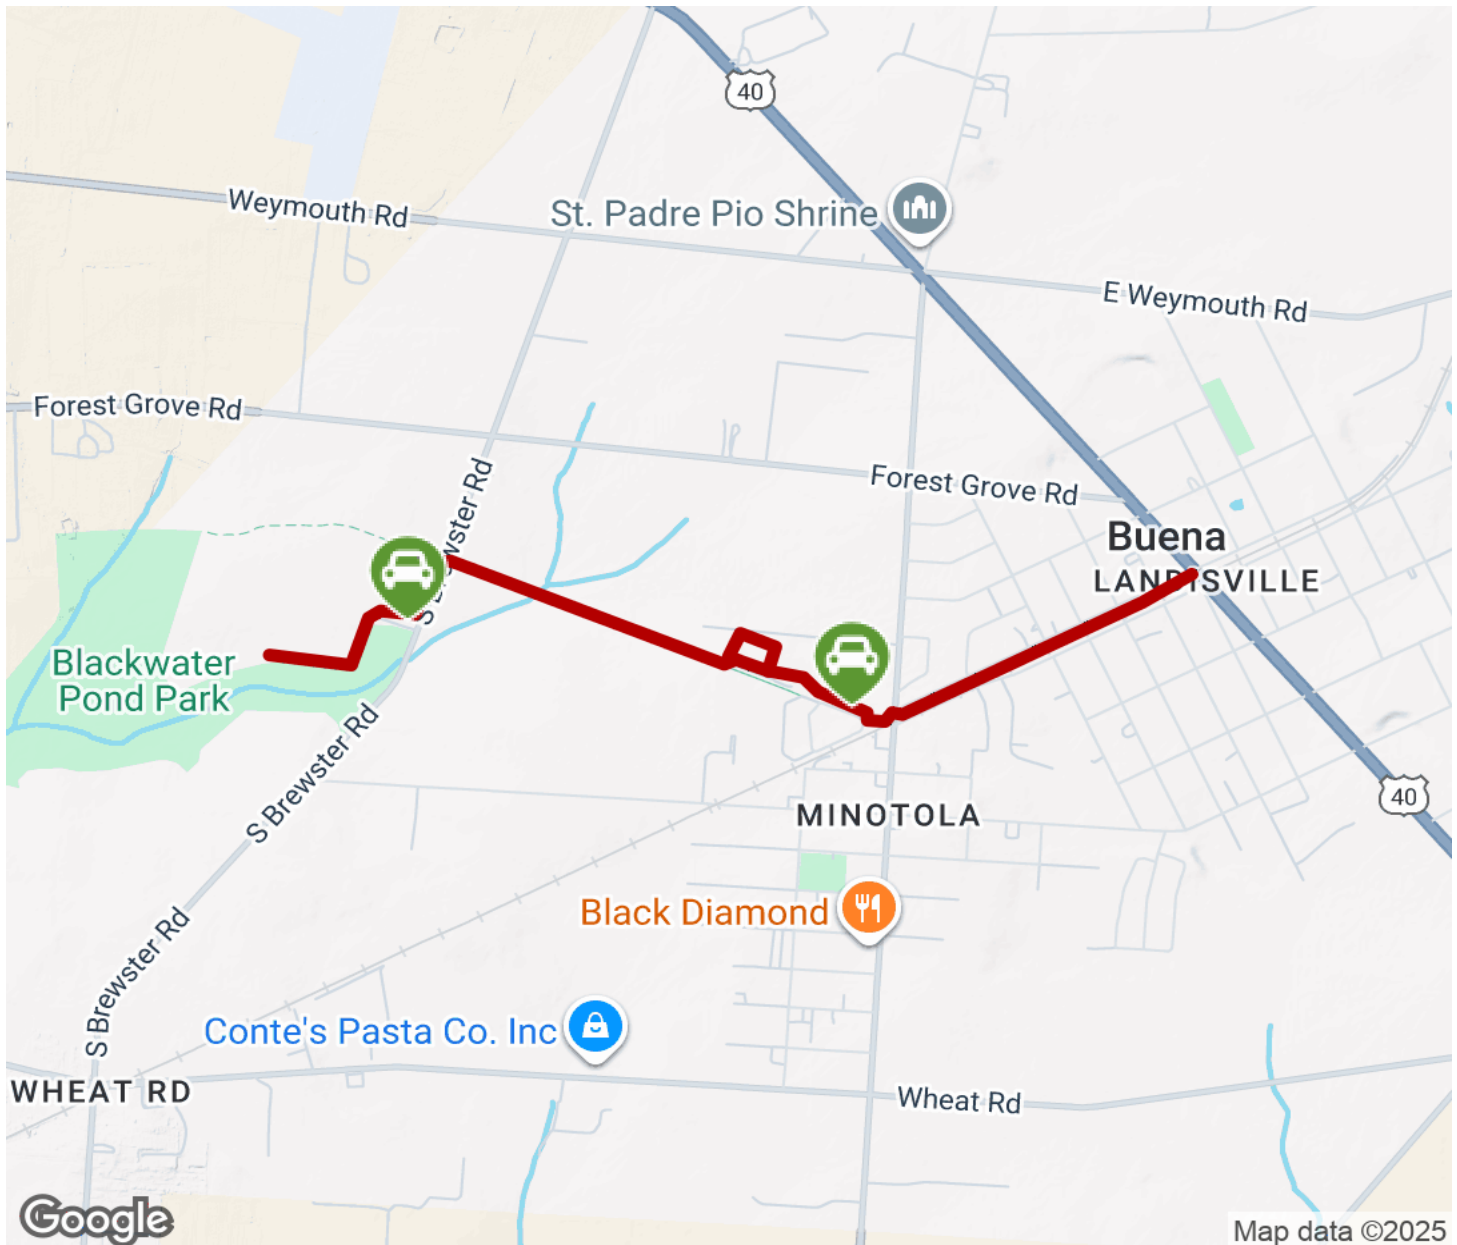 40
Weymouth Rd
St. Padre Pio Shrine
E Weymouth Rd
Forest Grove Rd
Forest Grove Rd
S Brewster Rd
Buena
LANDISVILLE
Blackwater
Pond Park
S Brewster Rd
40
MINOTOLA
Black Diamond
S Brewster Rd
Conte's Pasta Co. Inc
WHEAT RD
Wheat Rd
Google
Map data ©2025